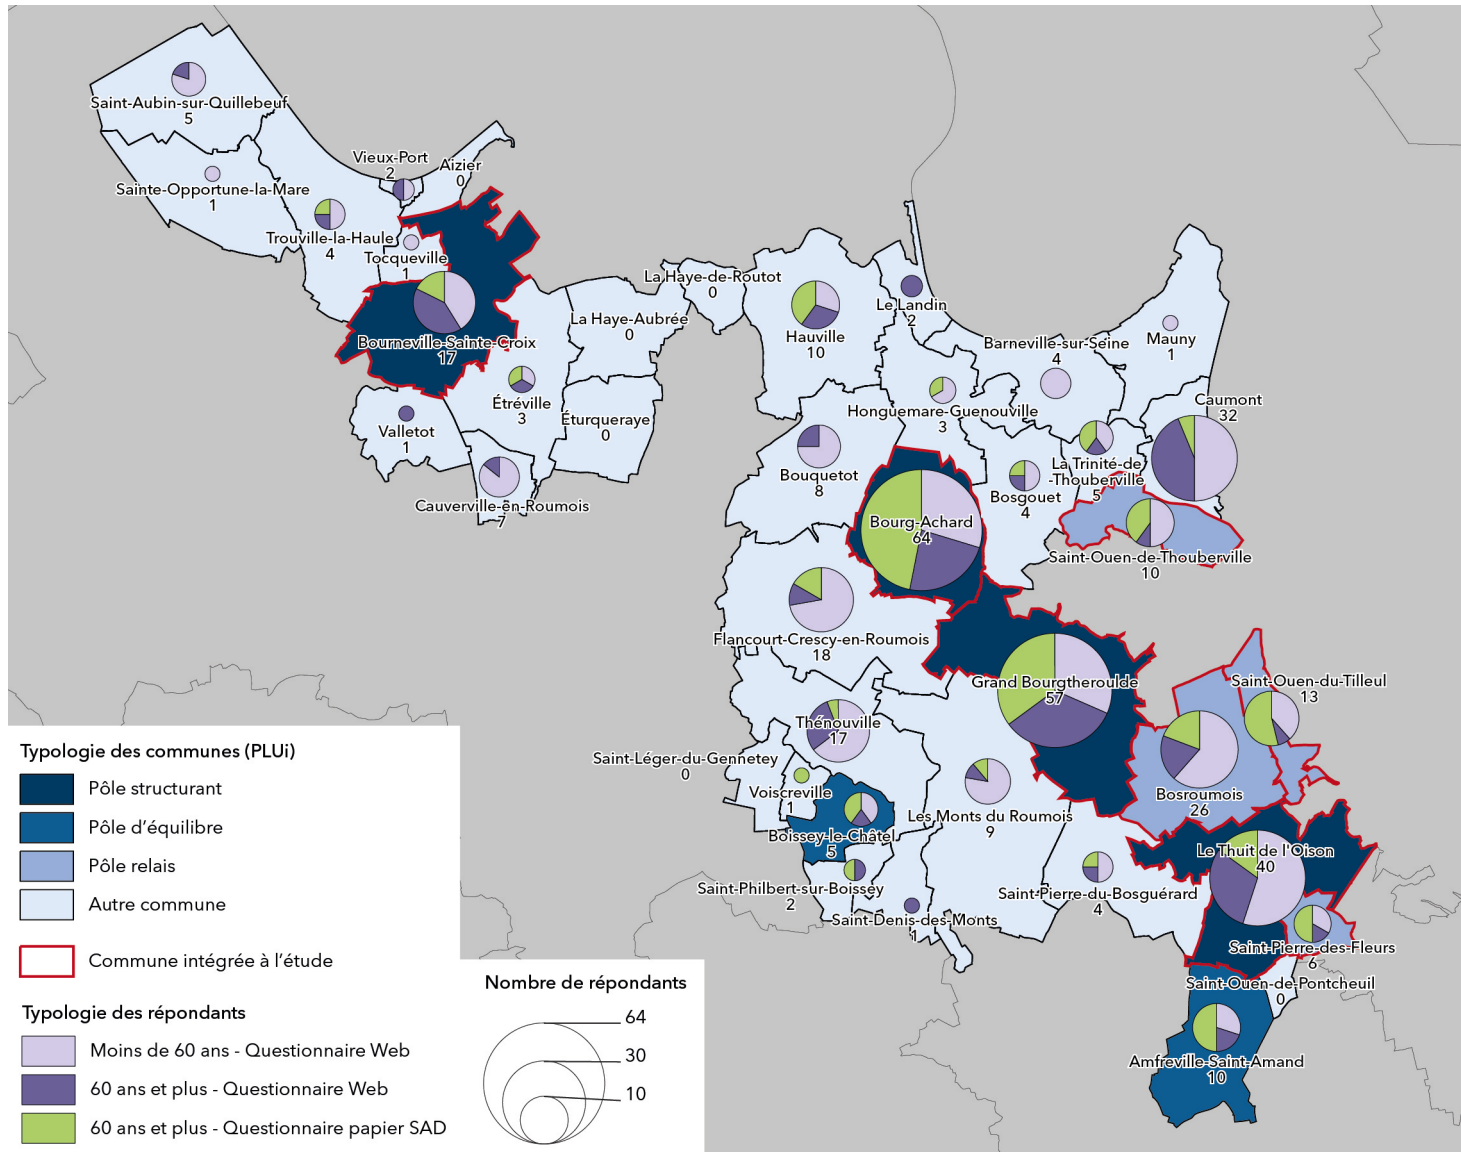 Saint-Aubin-sur-Quillebeuf
5
Vieux-Port
2
Aizier
0
Sainte-Opportune-la-Mare
1
Trouville-la-Haule
4
Tocqueville
1
Bourneville-Sainte-Croix
17
La Haye-de-Routot
0
La Haye-Aubrée
0
Étréville
3
Éturqueraye
0
Valletot
1
Cauverville-en-Roumois
7
Hauville
10
Le Landin
2
Barneville-sur-Seine
4
Mauny
1
Honguemare-Guenouville
3
Caumont
32
Bouquetot
8
La Trinité-de
-Thouberville
5
Bosgouet
4
Bourg-Achard
64
Saint-Ouen-de-Thouberville
10
Flancourt-Crescy-en-Roumois
18
Grand Bourgtheroulde
57
Saint-Ouen-du-Tilleul
13
Thénouville
17
Saint-Léger-du-Gennetey
0
Voiscreville
1
Bosroumois
26
Les Monts du Roumois
9
Boissey-le-Châtel
5
Le Thuit de l'Oison
40
Saint-Philbert-sur-Boissey
2
Saint-Pierre-du-Bosguérard
4
Saint-Denis-des-Monts
1
Saint-Pierre-des-Fleurs
6
Saint-Ouen-de-Pontcheuil
0
Amfreville-Saint-Amand
10
Typologie des communes (PLUi)
Pôle structurant
Pôle d'équilibre
Pôle relais
Autre commune
Commune intégrée à l'étude
Typologie des répondants
Moins de 60 ans - Questionnaire Web
60 ans et plus - Questionnaire Web
60 ans et plus - Questionnaire papier SAD
Nombre de répondants
64
30
10